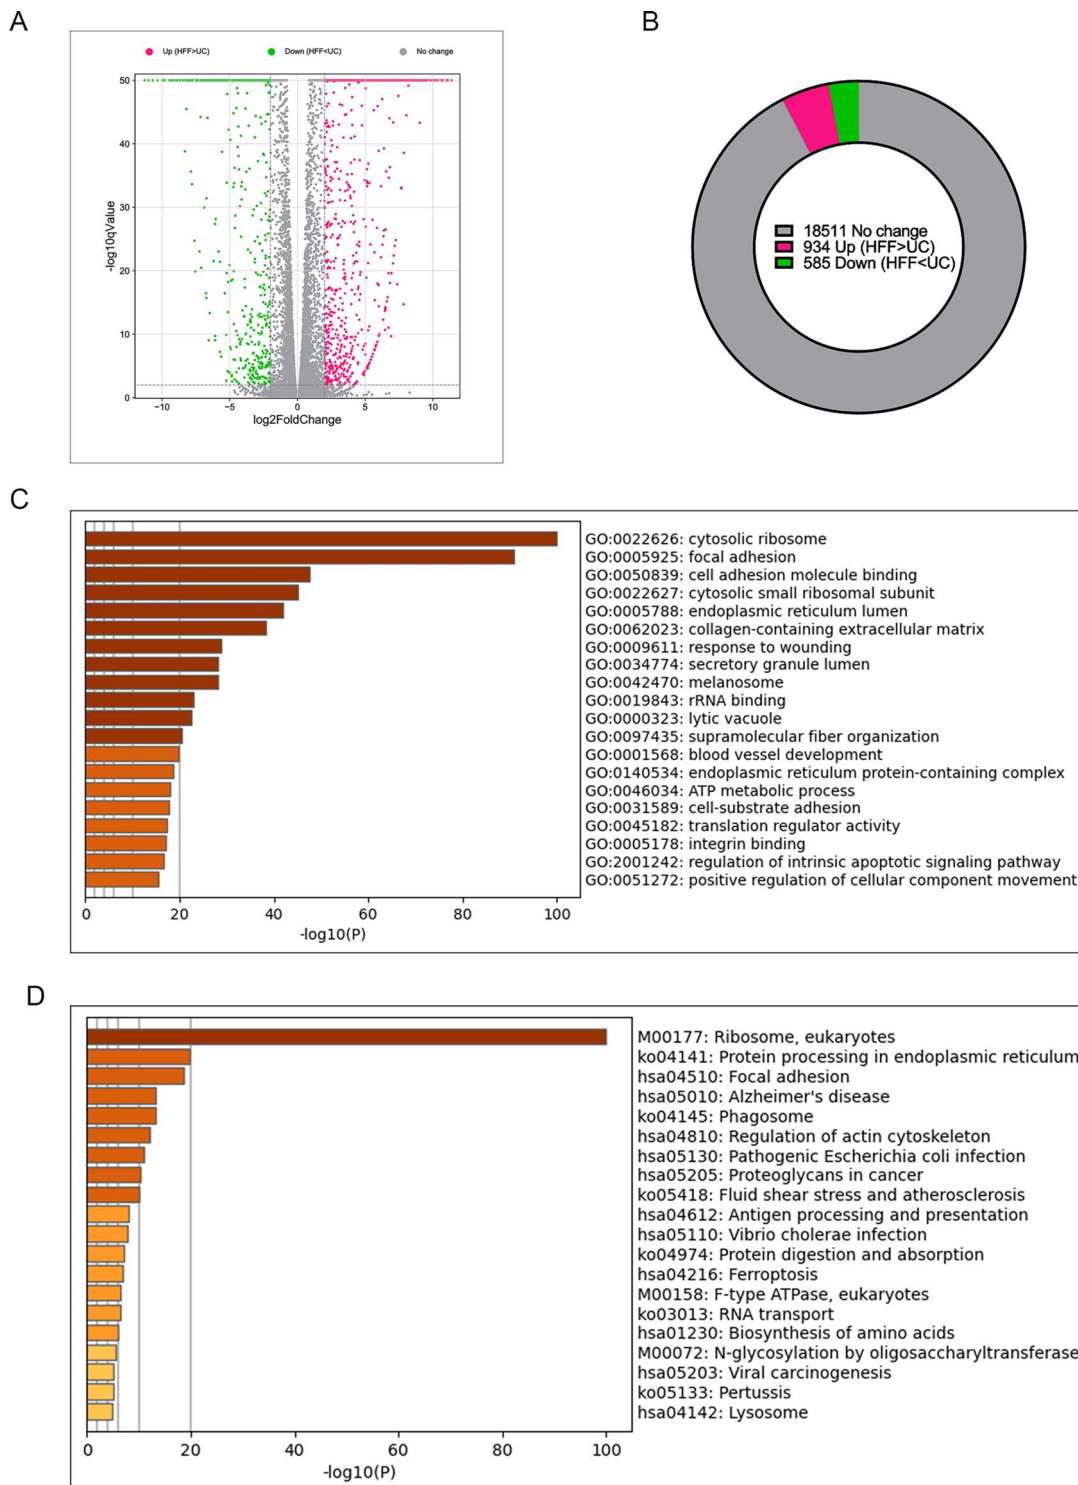 A
Up (HFF>UC) Down (HFF<UC) No change
50
40
30
20
10
0
-log10qValue
−10 −5 0 5 10
log2FoldChange
B
18511 No change
934 Up (HFF>UC)
585 Down (HFF<UC)
C
GO:0022626: cytosolic ribosome
GO:0005925: focal adhesion
GO:0050839: cell adhesion molecule binding
GO:0022627: cytosolic small ribosomal subunit
GO:0005788: endoplasmic reticulum lumen
GO:0062023: collagen-containing extracellular matrix
GO:0009611: response to wounding
GO:0034774: secretory granule lumen
GO:0042470: melanosome
GO:0019843: rRNA binding
GO:0000323: lytic vacuole
GO:0097435: supramolecular fiber organization
GO:0001568: blood vessel development
GO:0140534: endoplasmic reticulum protein-containing complex
GO:0046034: ATP metabolic process
GO:0031589: cell-substrate adhesion
GO:0045182: translation regulator activity
GO:0005178: integrin binding
GO:2001242: regulation of intrinsic apoptotic signaling pathway
GO:0051272: positive regulation of cellular component movement
0 20 40 60 80 100
-log10(P)
D
M00177: Ribosome, eukaryotes
ko04141: Protein processing in endoplasmic reticulum
hsa04510: Focal adhesion
hsa05010: Alzheimer's disease
ko04145: Phagosome
hsa04810: Regulation of actin cytoskeleton
hsa05130: Pathogenic Escherichia coli infection
hsa05205: Proteoglycans in cancer
ko05418: Fluid shear stress and atherosclerosis
hsa04612: Antigen processing and presentation
hsa05110: Vibrio cholerae infection
ko04974: Protein digestion and absorption
hsa04216: Ferroptosis
M00158: F-type ATPase, eukaryotes
ko03013: RNA transport
hsa01230: Biosynthesis of amino acids
M00072: N-glycosylation by oligosaccharyltransferase
hsa05203: Viral carcinogenesis
ko05133: Pertussis
hsa04142: Lysosome
0 20 40 60 80 100
-log10(P)